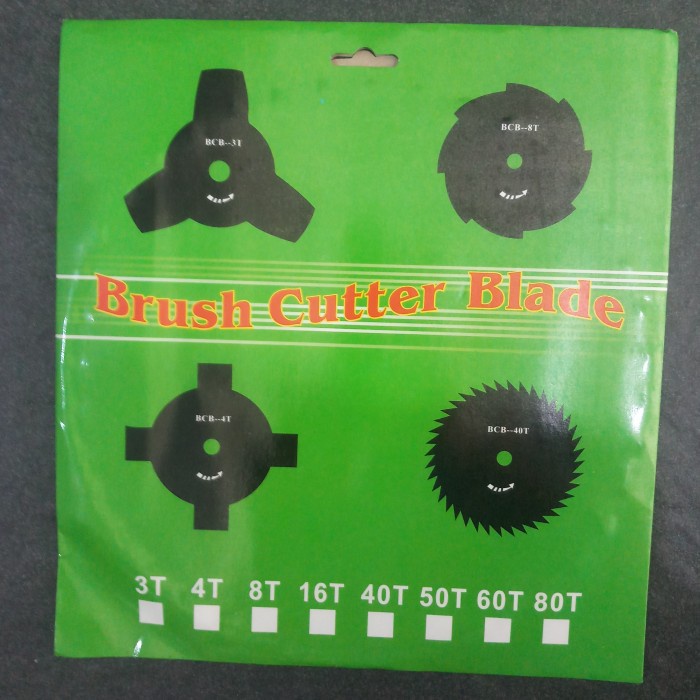 BCB--3T
BCB--8T
Brush Cutter Blade
BCB--4T
BCB--40T
3T 4T 8T 16T 40T 50T 60T 80T